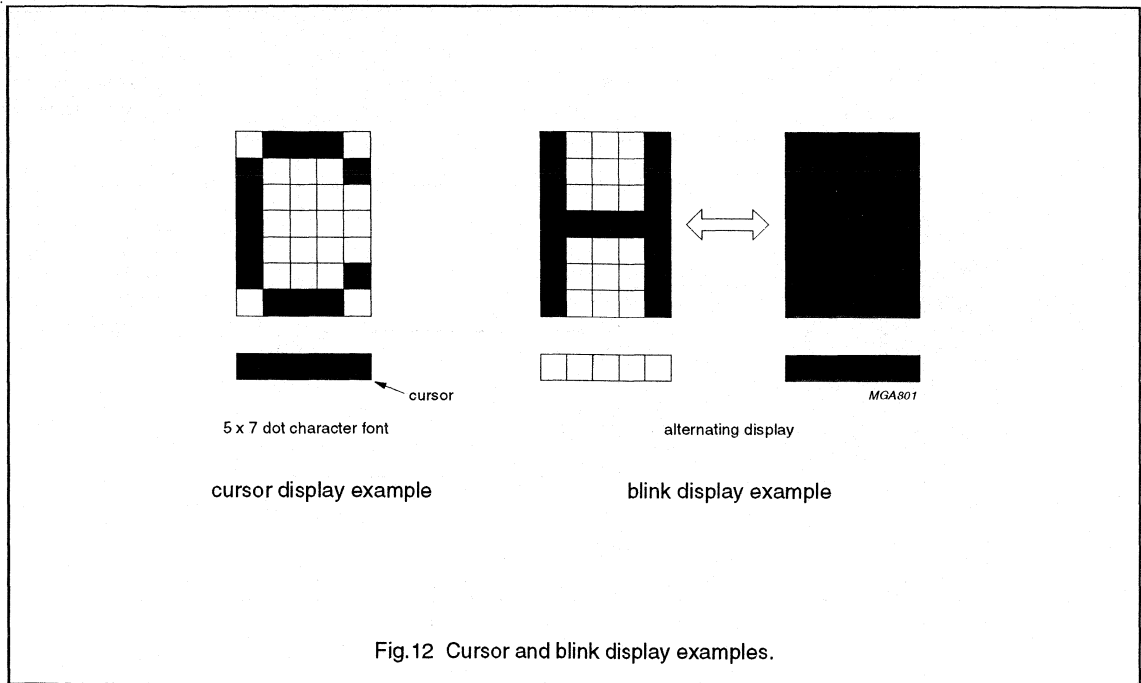 cursor
MGA801
5 x 7 dot character font
alternating display
cursor display example
blink display example
Fig.12 Cursor and blink display examples.